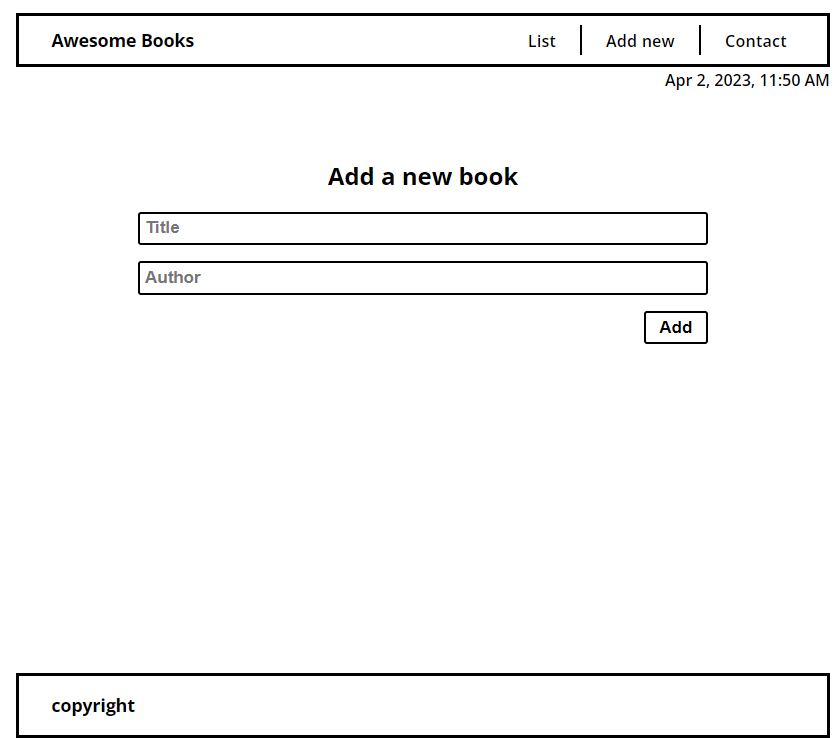 Awesome Books List Add new Contact
Apr 2, 2023, 11:50 AM
Add a new book
Title
Author
Add
copyright